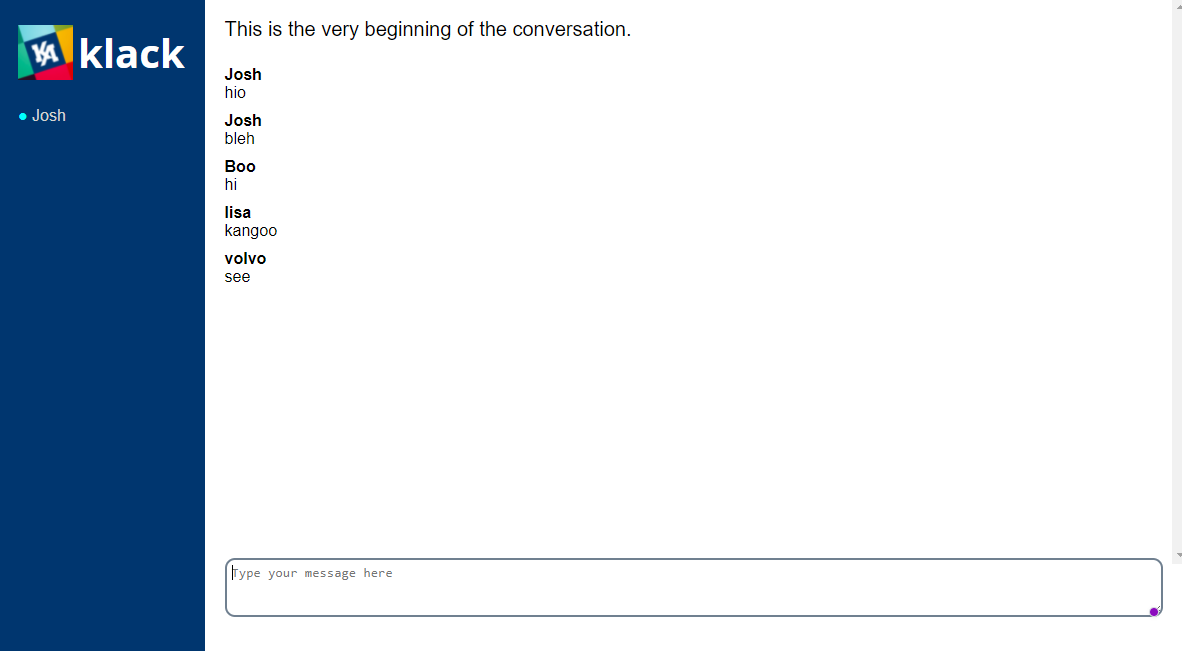 klack
Josh
This is the very beginning of the conversation.
Josh
hio
Josh
bleh
Boo
hi
lisa
kangoo
volvo
see
Type your message here